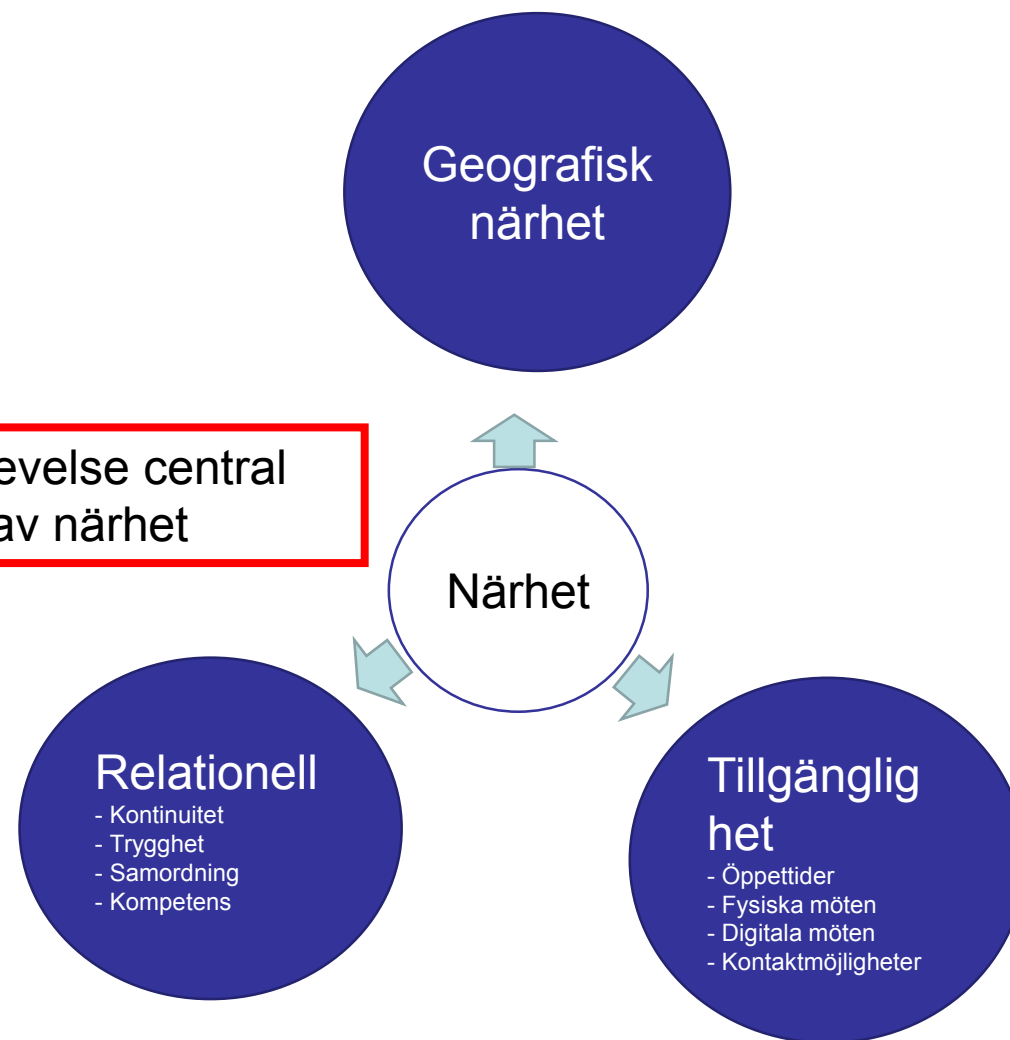 Geografisk
närhet
evelse central
av närhet
Närhet
Relationell
- Kontinuitet
- Trygghet
- Samordning
- Kompetens
Tillgänglig
het
- Öppettider
- Fysiska möten
- Digitala möten
- Kontaktmöjligheter